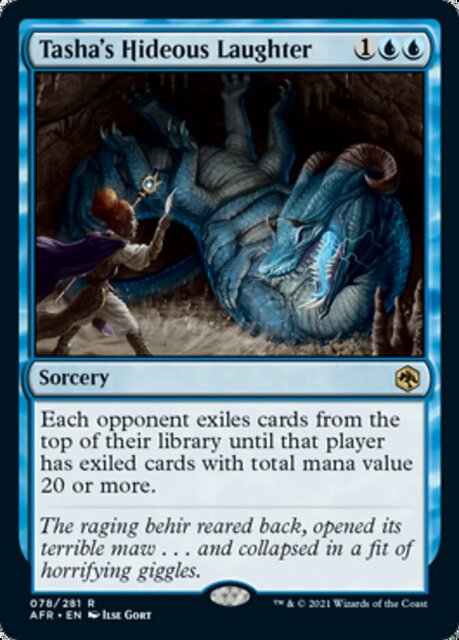 Tasha's Hideous Laughter 1
Sorcery
Each opponent exiles cards from the
top of their library until that player
has exiled cards with total mana value
20 or more.
The raging behir reared back, opened its
terrible maw . . . and collapsed in a fit of
horrifying giggles.
078/281 R
AFR • EN Ilse Gort
™ & © 2021 Wizards of the Coast